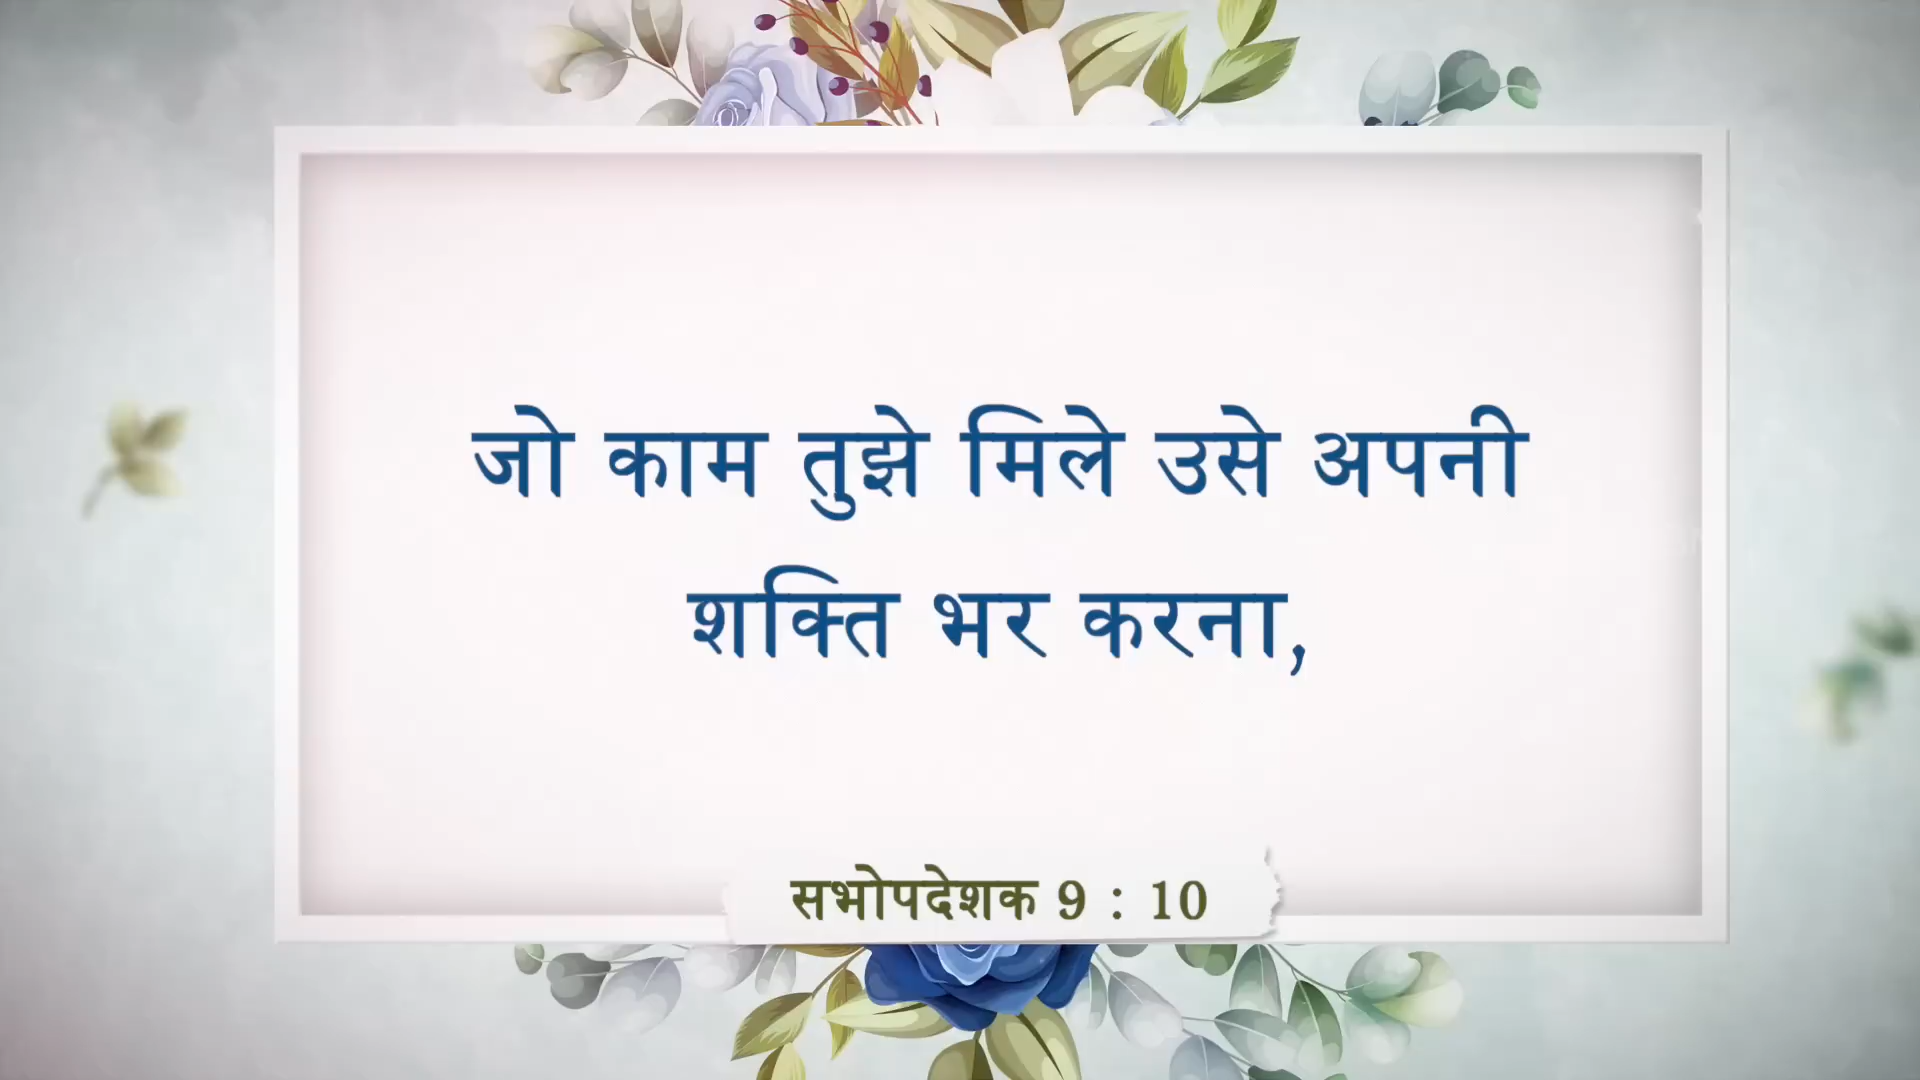 जो काम तुझे मिले उसे अपनी
शक्ति भर करना,
सभोपदेशक 9 : 10